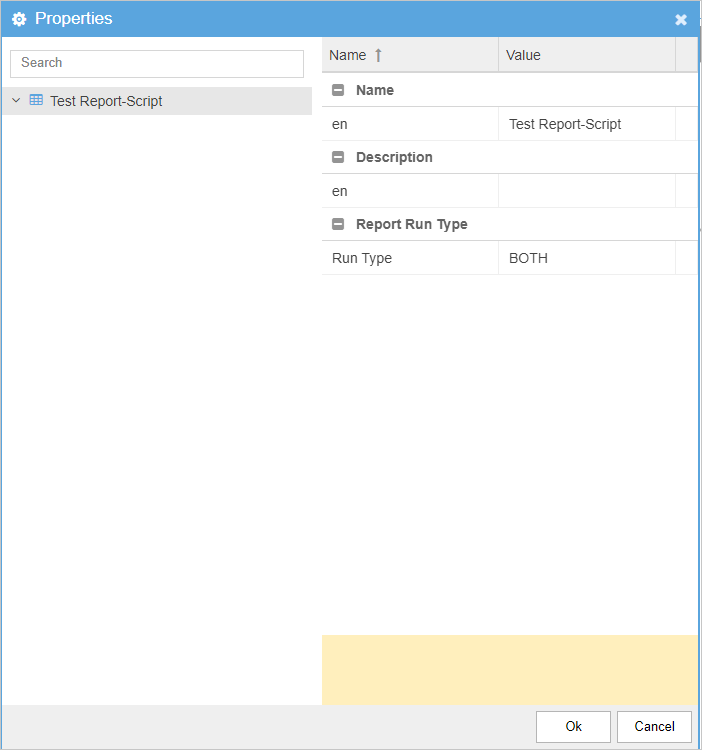 Properties
Search
Test Report-Script
Name Value
Name
en Test Report-Script
Description
en
Report Run Type
Run Type BOTH
Ok Cancel